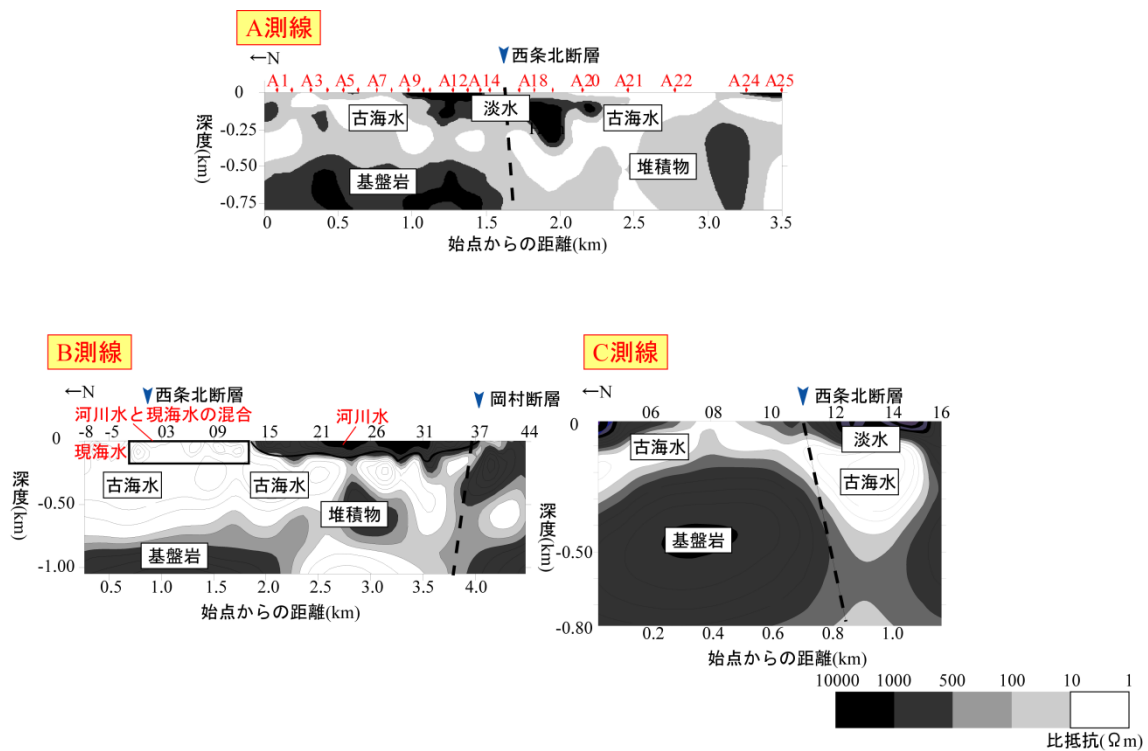 A測線
西条北断層
←N
A1 A3 A5 A7 A9 A12 A14 A18 A20 A21 A22 A24 A25
0
-0.25
-0.50
-0.75
深度(km)
古海水
淡水
古海水
堆積物
基盤岩
0 0.5 1.0 1.5 2.0 2.5 3.0 3.5
始点からの距離(km)
B測線
←N
西条北断層
岡村断層
河川水と現海水の混合
河川水
-8 -5 03 09 15 21 26 31 37 44
現海水
0
-0.50
-1.00
深度(km)
古海水
古海水
堆積物
基盤岩
0.5 1.0 1.5 2.0 2.5 3.0 3.5 4.0
始点からの距離(km)
C測線
←N
西条北断層
06 08 10 12 14 16
0
-0.50
-0.80
深度(km)
古海水
淡水
古海水
基盤岩
0.2 0.4 0.6 0.8 1.0
始点からの距離(km)
10000 1000 500 100 10 1
比抵抗(Ωm)